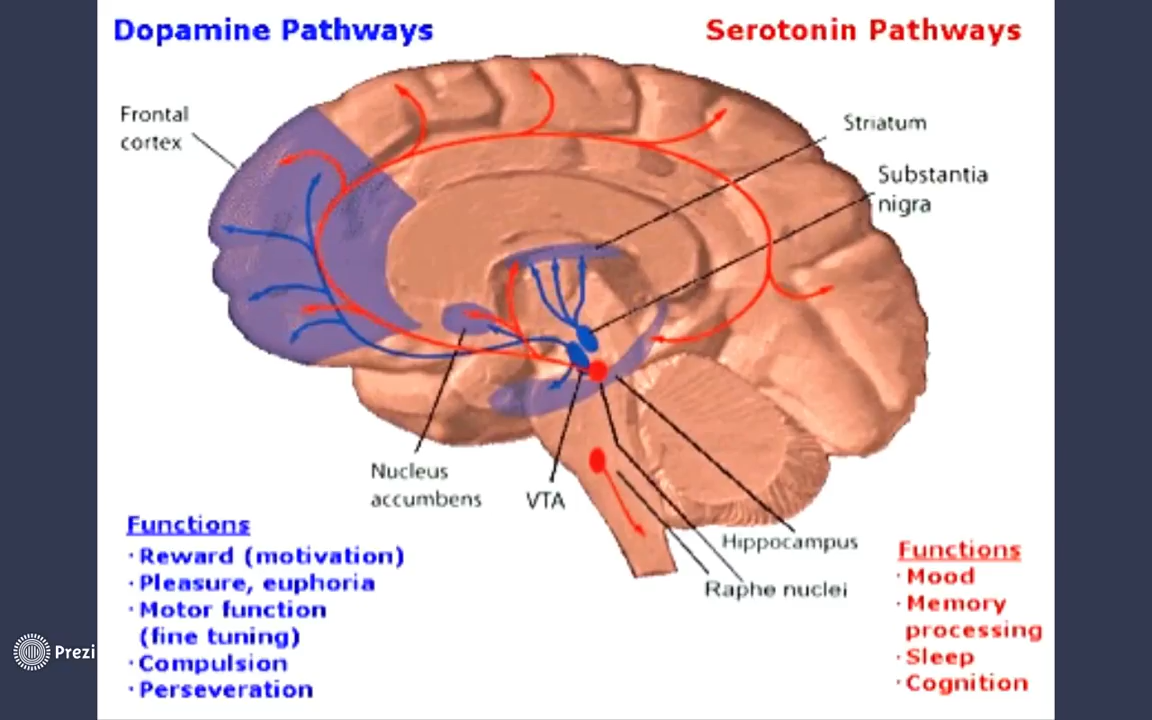 Dopamine Pathways
Serotonin Pathways
Frontal
cortex
Striatum
Substantia
nigra
Nucleus
accumbens
VTA
Hippocampus
Raphe nuclei
Functions
· Reward (motivation)
· Pleasure, euphoria
· Motor function
(fine tuning)
· Compulsion
· Perseveration
Functions
· Mood
· Memory
processing
· Sleep
· Cognition
Prezi